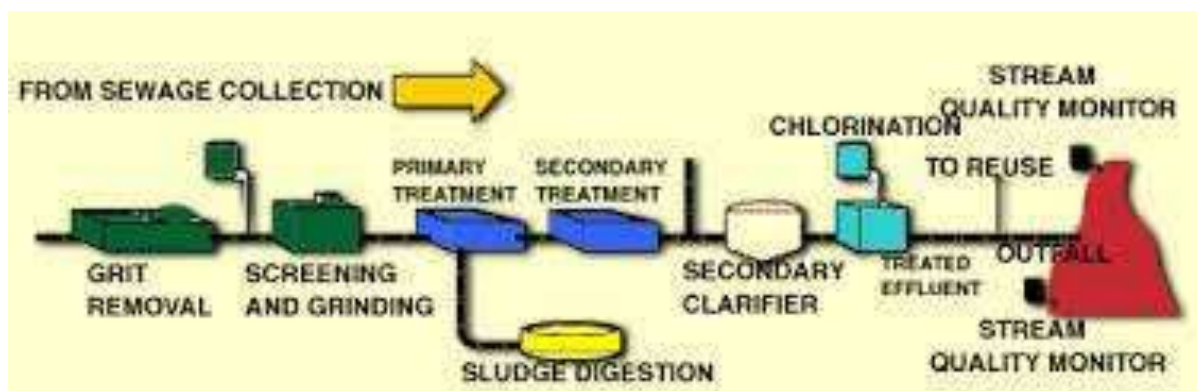 FROM SEWAGE COLLECTION
STREAM
QUALITY MONITOR
CHLORINATION
PRIMARY
TREATMENT
SECONDARY
TREATMENT
TO REUSE
GRIT
REMOVAL
SCREENING
AND GRINDING
SECONDARY
CLARIFIER
TREATED
EFFLUENT
OUTFALL
STREAM
QUALITY MONITOR
SLUDGE DIGESTION